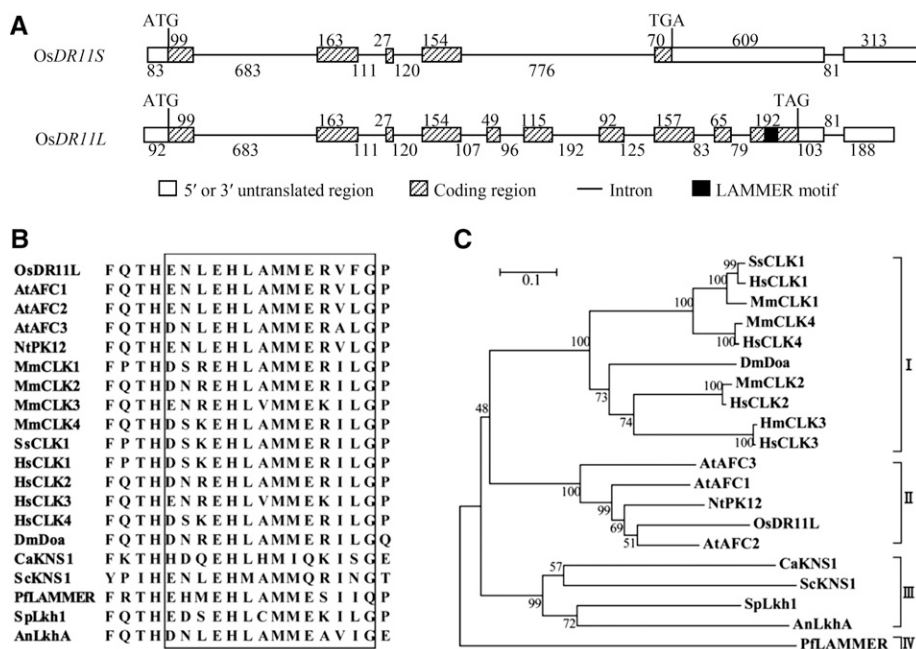 A
ATG
TGA
99
163
27
154
70
609
313
OsDR11S
83
683
111
120
776
81
ATG
TAG
99
163
27
154
49
115
92
157
65
192
81
OsDR11L
92
683
111
120
107
96
192
125
83
79
103
188
5′ or 3′ untranslated region
Coding region
Intron
LAMMER motif
B
OsDR11L F Q T H E N L E H L A M M E R V F G P
AtAFC1 F Q T H E N L E H L A M M E R V L G P
AtAFC2 F Q T H E N L E H L A M M E R V L G P
AtAFC3 F Q T H D N L E H L A M M E R A L G P
NtPK12 F Q T H E N L E H L A M M E R V L G P
MmCLK1 F P T H D S R E H L A M M E R I L G P
MmCLK2 F Q T H D N R E H L A M M E R I L G P
MmCLK3 F Q T H E N R E H L V M M E K I L G P
MmCLK4 F Q T H D S K E H L A M M E R I L G P
SsCLK1 F P T H D S K E H L A M M E R I L G P
HsCLK1 F P T H D S K E H L A M M E R I L G P
HsCLK2 F Q T H D N R E H L A M M E R I L G P
HsCLK3 F Q T H E N R E H L V M M E K I L G P
HsCLK4 F Q T H D S K E H L A M M E R I L G P
DmDoa F Q T H D N R E H L A M M E R I L G Q
CaKNS1 F K T H H D Q E H L H M I Q K I S G E
ScKNS1 Y P I H E N L E H M A M M Q R I N G T
PfLAMMER F R T H E H M E H L A M M E S I I Q P
SpLkh1 F Q T H E D S E H L C M M E K I L G P
AnLkhA F Q T H D N L E H L A M M E A V I G E
C
0.1
SsCLK1
99
HsCLK1
100
MmCLK1
100
MmCLK4
100
HsCLK4
100
DmDoa
I
MmCLK2
100
73
HsCLK2
74
HmCLK3
100
HsCLK3
48
AtAFC3
100
AtAFC1
II
99
NtPK12
69
OsDR11L
51
AtAFC2
57
CaKNS1
ScKNS1
III
99
SpLkh1
72
AnLkhA
PfLAMMER
IV